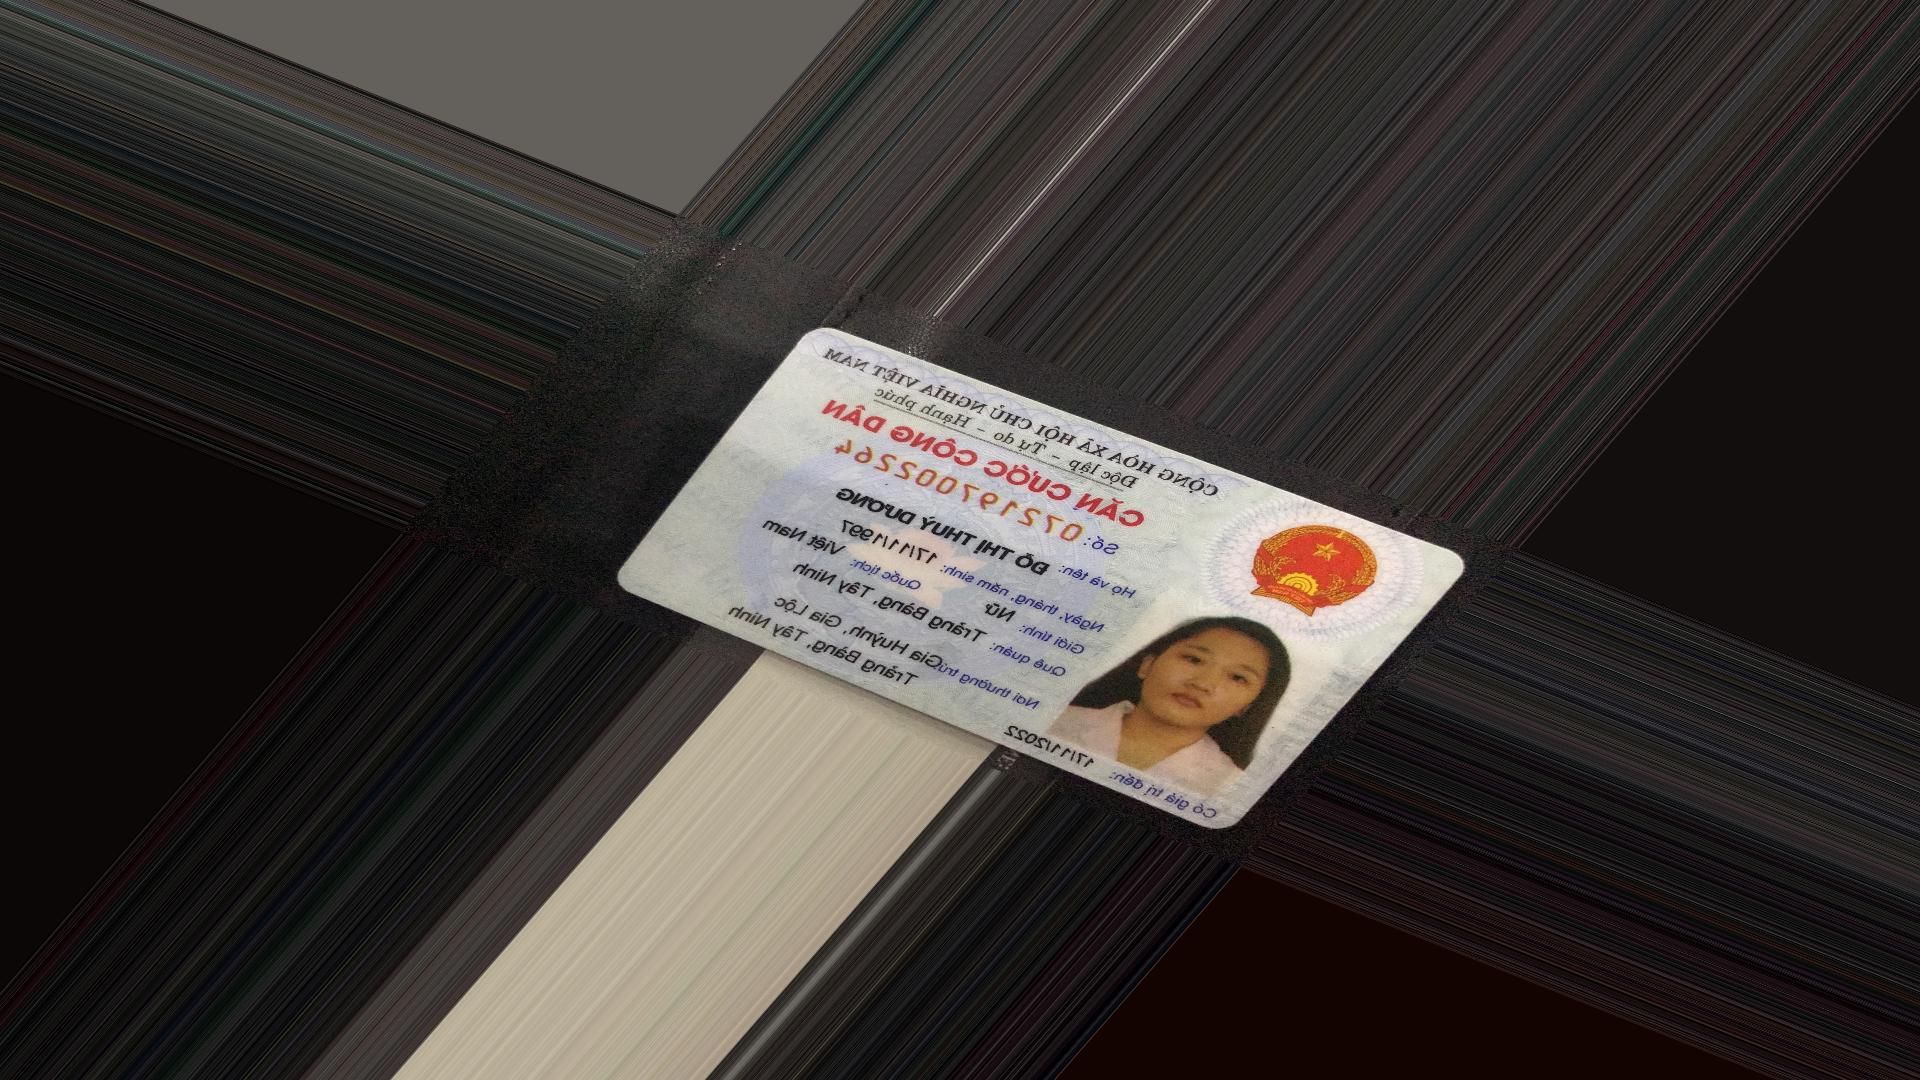 CỘNG HÒA XÃ HỘI CHỦ NGHĨA VIỆT NAM
Độc lập - Tự do - Hạnh phúc
CĂN CƯỚC CÔNG DÂN
Số: 072197002264
Họ và tên: ĐỖ THỊ THUỲ DƯƠNG
Ngày, tháng, năm sinh: 17/11/1997
Giới tính: Nữ Quốc tịch: Việt Nam
Quê quán: Trảng Bàng, Tây Ninh
Nơi thường trú: Gia Huỳnh, Gia Lộc
Trảng Bàng, Tây Ninh
Có giá trị đến: 17/11/2022